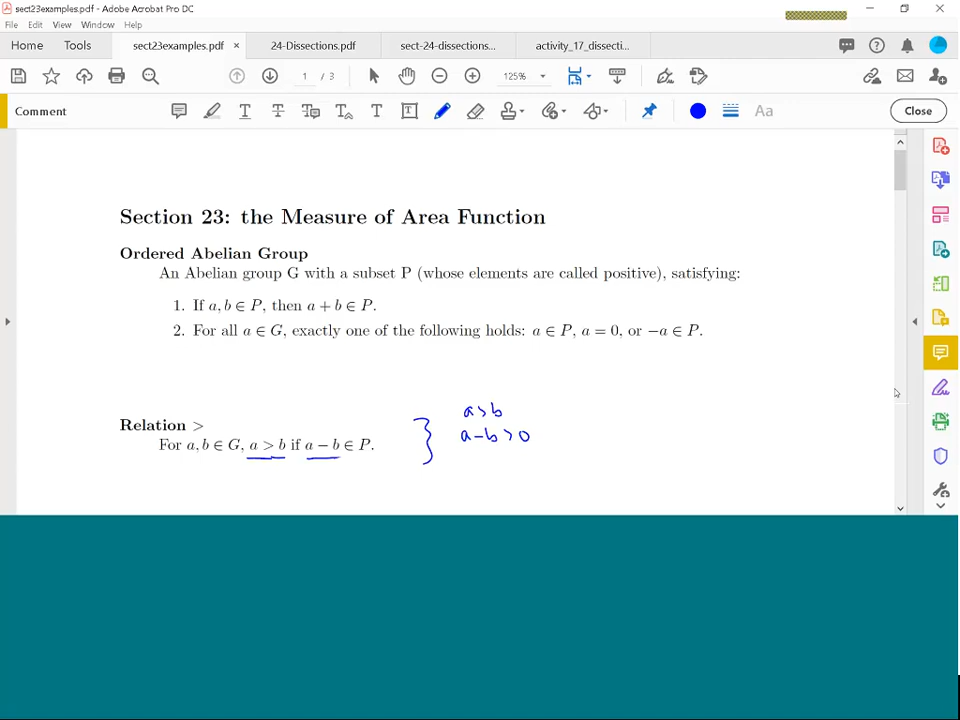 sect23examples.pdf - Adobe Acrobat Pro DC
File Edit View Window Help
Home Tools sect23examples.pdf × 24-Dissections.pdf sect-24-dissections... activity_17_dissecti...
1 / 3 125%
Comment Aa Close
Section 23: the Measure of Area Function
Ordered Abelian Group
An Abelian group G with a subset P (whose elements are called positive), satisfying:
1. If a, b ∈ P, then a + b ∈ P.
2. For all a ∈ G, exactly one of the following holds: a ∈ P, a = 0, or −a ∈ P.
a>b
Relation >
a-b>0
For a, b ∈ G, a > b if a − b ∈ P.